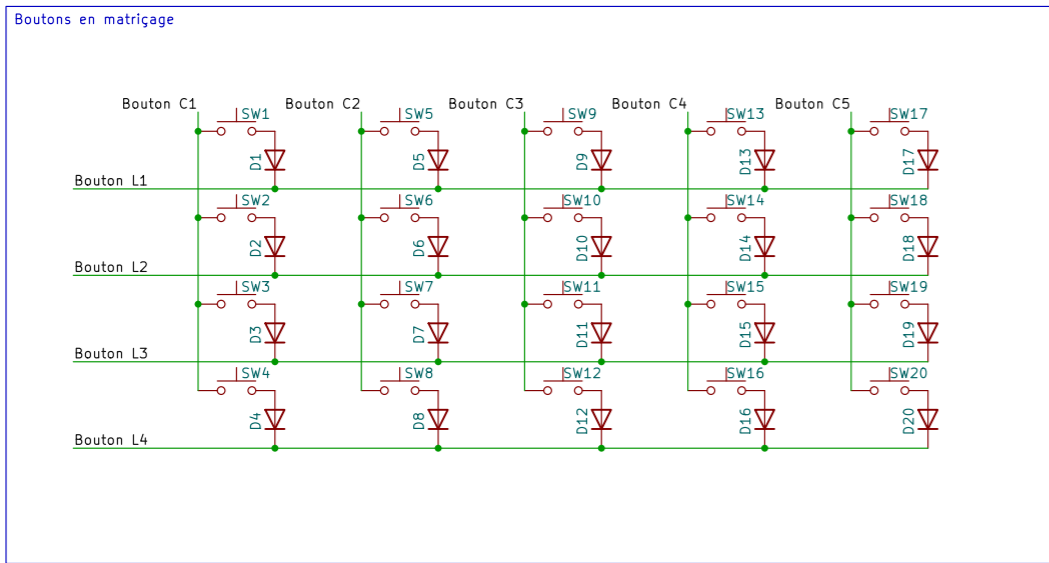 Boutons en matriçage
Bouton C1 Bouton C2 Bouton C3 Bouton C4 Bouton C5
SW1 SW5 SW9 SW13 SW17
D1 D5 D9 D13 D17
Bouton L1
SW2 SW6 SW10 SW14 SW18
D2 D6 D10 D14 D18
Bouton L2
SW3 SW7 SW11 SW15 SW19
D3 D7 D11 D15 D19
Bouton L3
SW4 SW8 SW12 SW16 SW20
D4 D8 D12 D16 D20
Bouton L4